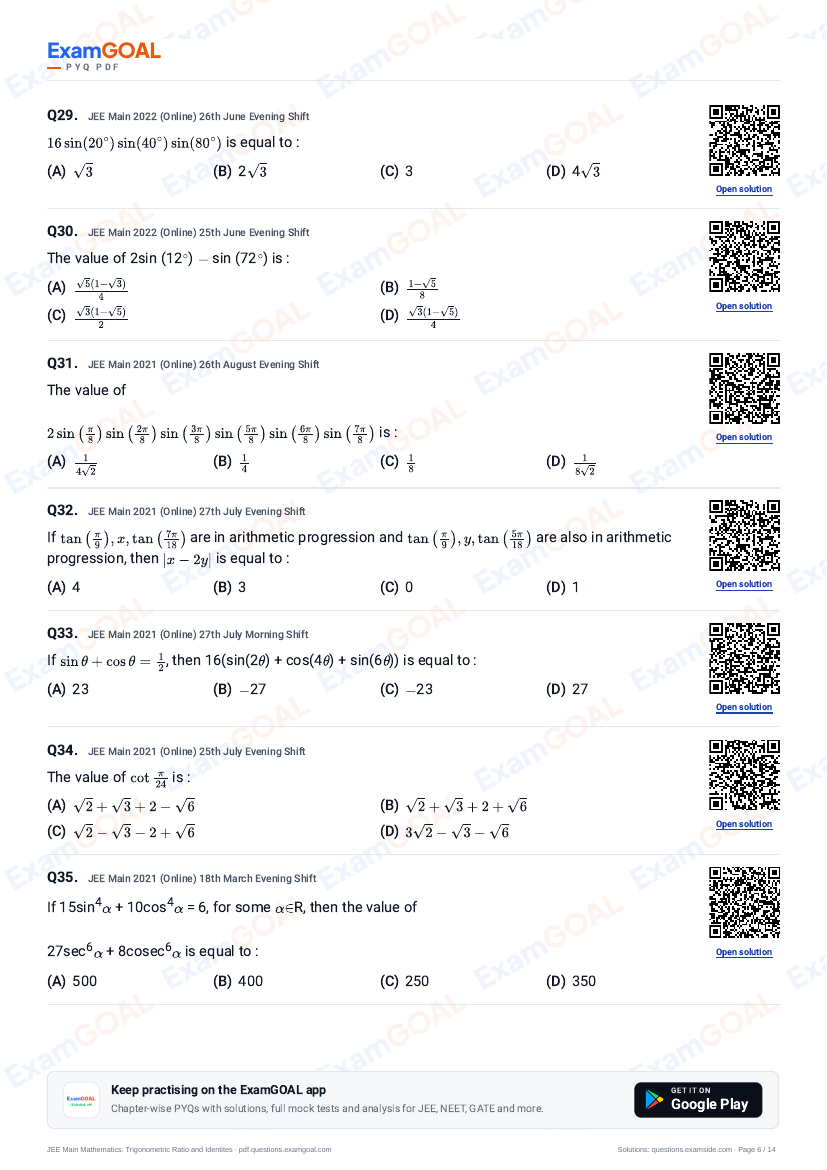 ExamGOAL
PYQ PDF
Q29. JEE Main 2022 (Online) 26th June Evening Shift
16 sin(20°) sin(40°) sin(80°) is equal to :
(A) √3 (B) 2√3 (C) 3 (D) 4√3
Open solution
Q30. JEE Main 2022 (Online) 25th June Evening Shift
The value of 2sin (12°) − sin (72°) is :
(A) √5(1−√3)/4 (B) 1−√5/8
(C) √3(1−√5)/2 (D) √3(1−√5)/4
Open solution
Q31. JEE Main 2021 (Online) 26th August Evening Shift
The value of
2 sin (π/8) sin (2π/8) sin (3π/8) sin (5π/8) sin (6π/8) sin (7π/8) is :
(A) 1/4√2 (B) 1/4 (C) 1/8 (D) 1/8√2
Open solution
Q32. JEE Main 2021 (Online) 27th July Evening Shift
If tan (π/9), x, tan (7π/18) are in arithmetic progression and tan (π/9), y, tan (5π/18) are also in arithmetic
progression, then |x − 2y| is equal to :
(A) 4 (B) 3 (C) 0 (D) 1
Open solution
Q33. JEE Main 2021 (Online) 27th July Morning Shift
If sin θ + cos θ = 1/2, then 16(sin(2θ) + cos(4θ) + sin(6θ)) is equal to :
(A) 23 (B) −27 (C) −23 (D) 27
Open solution
Q34. JEE Main 2021 (Online) 25th July Evening Shift
The value of cot π/24 is :
(A) √2 + √3 + 2 − √6 (B) √2 + √3 + 2 + √6
(C) √2 − √3 − 2 + √6 (D) 3√2 − √3 − √6
Open solution
Q35. JEE Main 2021 (Online) 18th March Evening Shift
If 15sin⁴α + 10cos⁴α = 6, for some α∈R, then the value of
27sec⁶α + 8cosec⁶α is equal to :
(A) 500 (B) 400 (C) 250 (D) 350
Open solution
Keep practising on the ExamGOAL app
Chapter-wise PYQs with solutions, full mock tests and analysis for JEE, NEET, GATE and more.
GET IT ON
Google Play
JEE Main Mathematics: Trigonometric Ratio and Identites · pdf.questions.examgoal.com
Solutions: questions.examside.com · Page 6 / 14